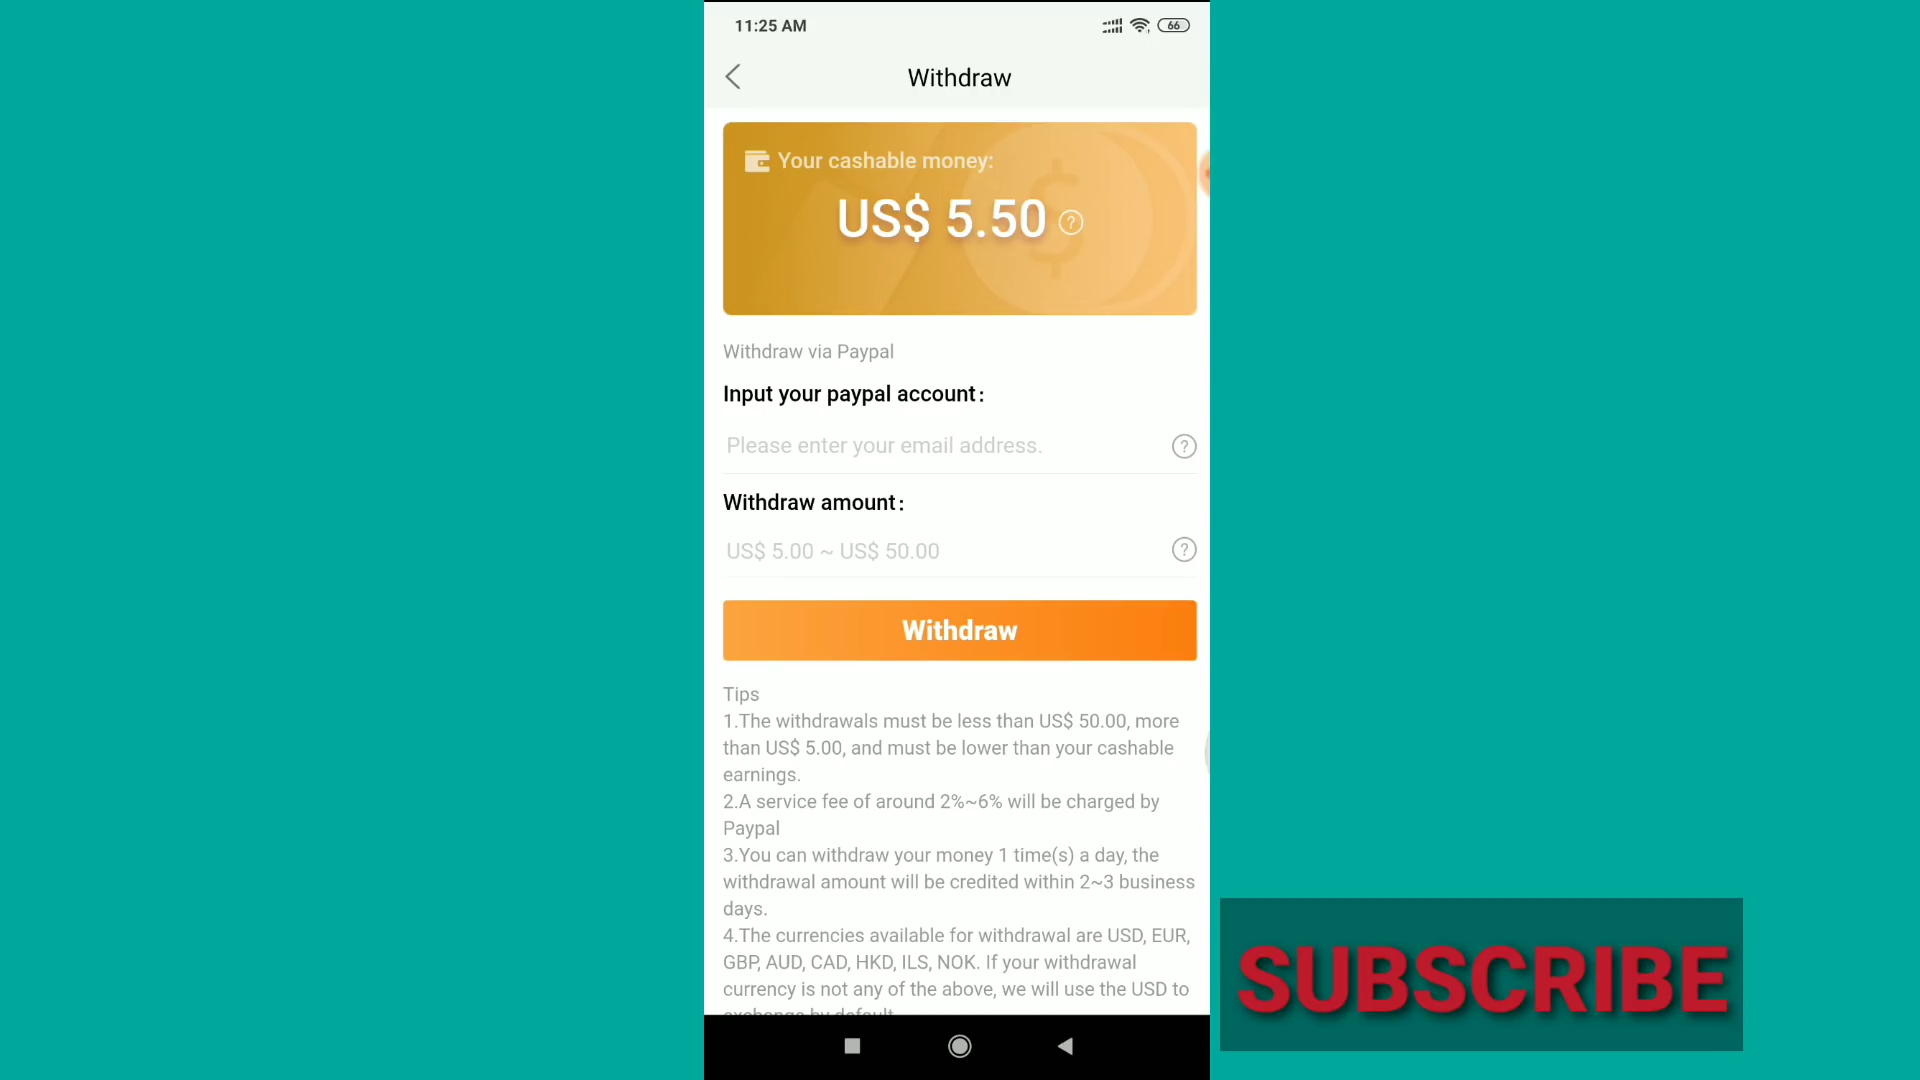 11:25 AM
66
Withdraw
Your cashable money:
US$ 5.50 ?
Withdraw via Paypal
Input your paypal account:
Please enter your email address. ?
Withdraw amount:
US$ 5.00 ~ US$ 50.00 ?
Withdraw
Tips
1.The withdrawals must be less than US$ 50.00, more
than US$ 5.00, and must be lower than your cashable
earnings.
2.A service fee of around 2%~6% will be charged by
Paypal
3.You can withdraw your money 1 time(s) a day, the
withdrawal amount will be credited within 2~3 business
days.
4.The currencies available for withdrawal are USD, EUR,
GBP, AUD, CAD, HKD, ILS, NOK. If your withdrawal
currency is not any of the above, we will use the USD to
exchange by default
SUBSCRIBE